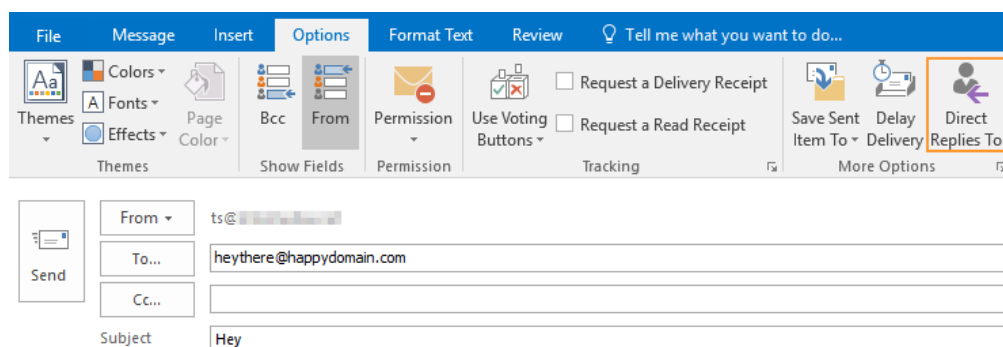 File Message Insert Options Format Text Review Tell me what you want to do...
Aa Colors
A Fonts
Effects
Themes
Page
Color
Themes
Bcc From
Show Fields
Permission
Permission
Use Voting
Buttons
Request a Delivery Receipt
Request a Read Receipt
Tracking
Save Sent
Item To
Delay
Delivery
Direct
Replies To
More Options
Send
From ts@
To... heythere@happydomain.com
Cc...
Subject Hey